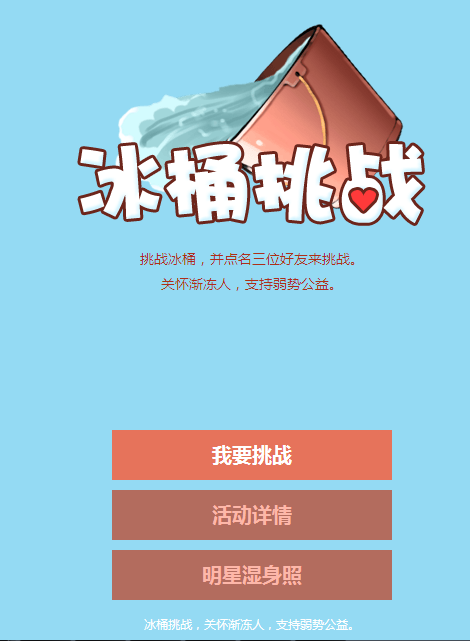 冰桶挑战
挑战冰桶，并点名三位好友来挑战。
关怀渐冻人，支持弱势公益。
我要挑战
活动详情
明星湿身照
冰桶挑战，关怀渐冻人，支持弱势公益。